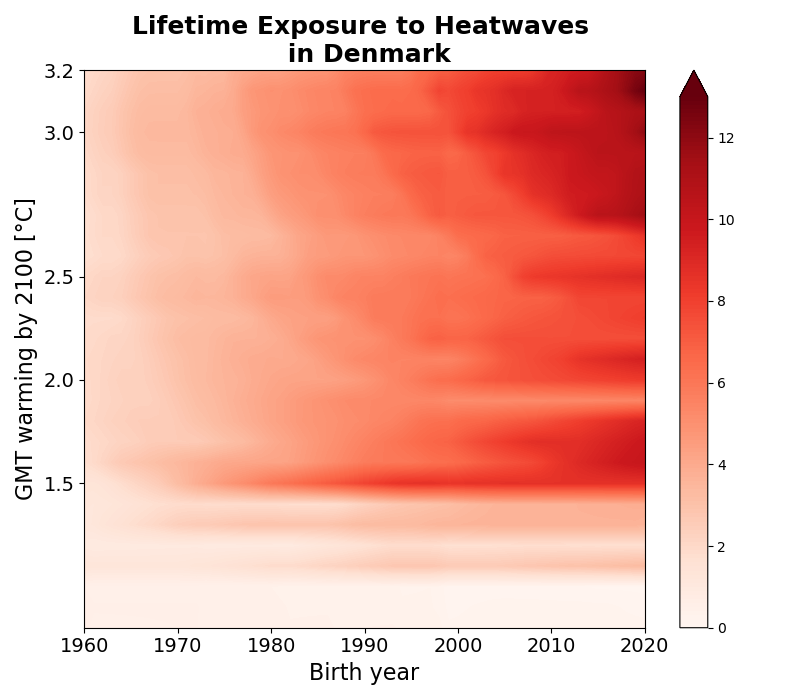 Lifetime Exposure to Heatwaves
in Denmark
GMT warming by 2100 [°C]
3.2
3.0
2.5
2.0
1.5
1960 1970 1980 1990 2000 2010 2020
Birth year
12
10
8
6
4
2
0